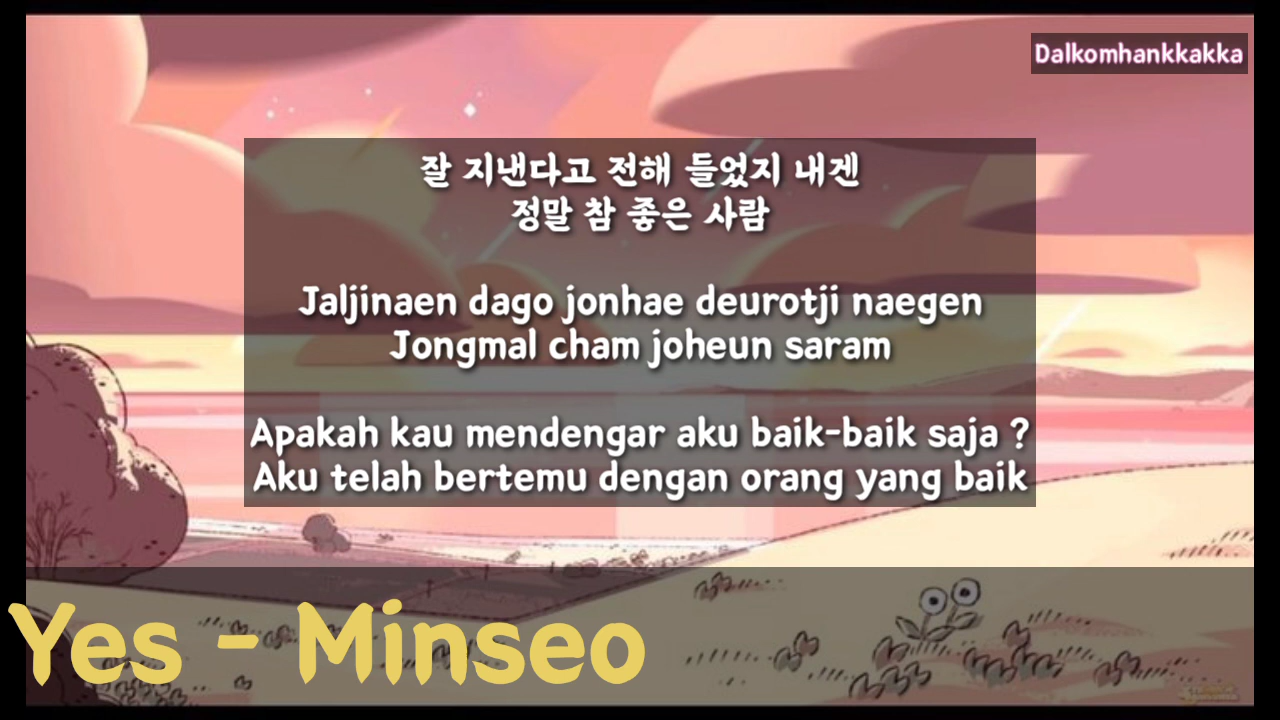 Dalkomhankkakka
잘 지낸다고 전해 들었지 내겐
정말 참 좋은 사람
Jaljinaen dago jonhae deurotji naegen
Jongmal cham joheun saram
Apakah kau mendengar aku baik-baik saja ?
Aku telah bertemu dengan orang yang baik
Yes - Minseo